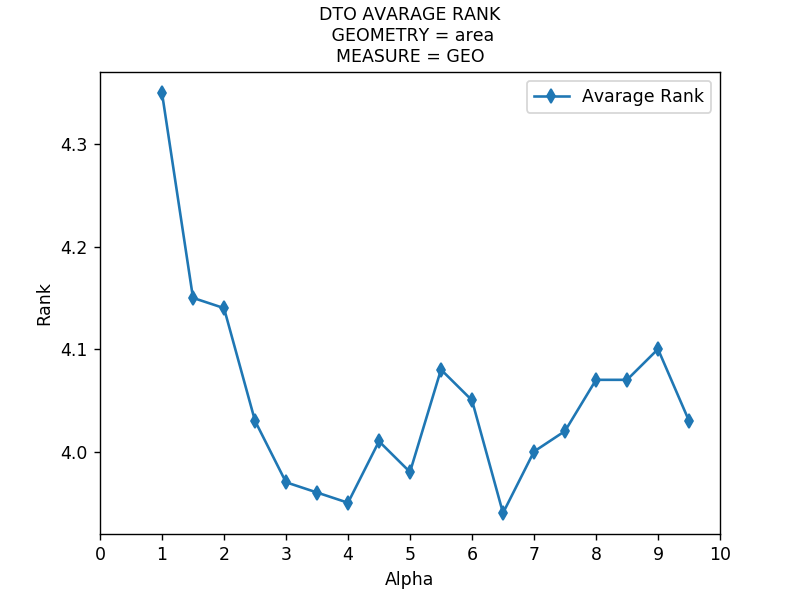 DTO AVARAGE RANK
GEOMETRY = area
MEASURE = GEO
Avarage Rank
4.3
4.2
4.1
4.0
Rank
0 1 2 3 4 5 6 7 8 9 10
Alpha